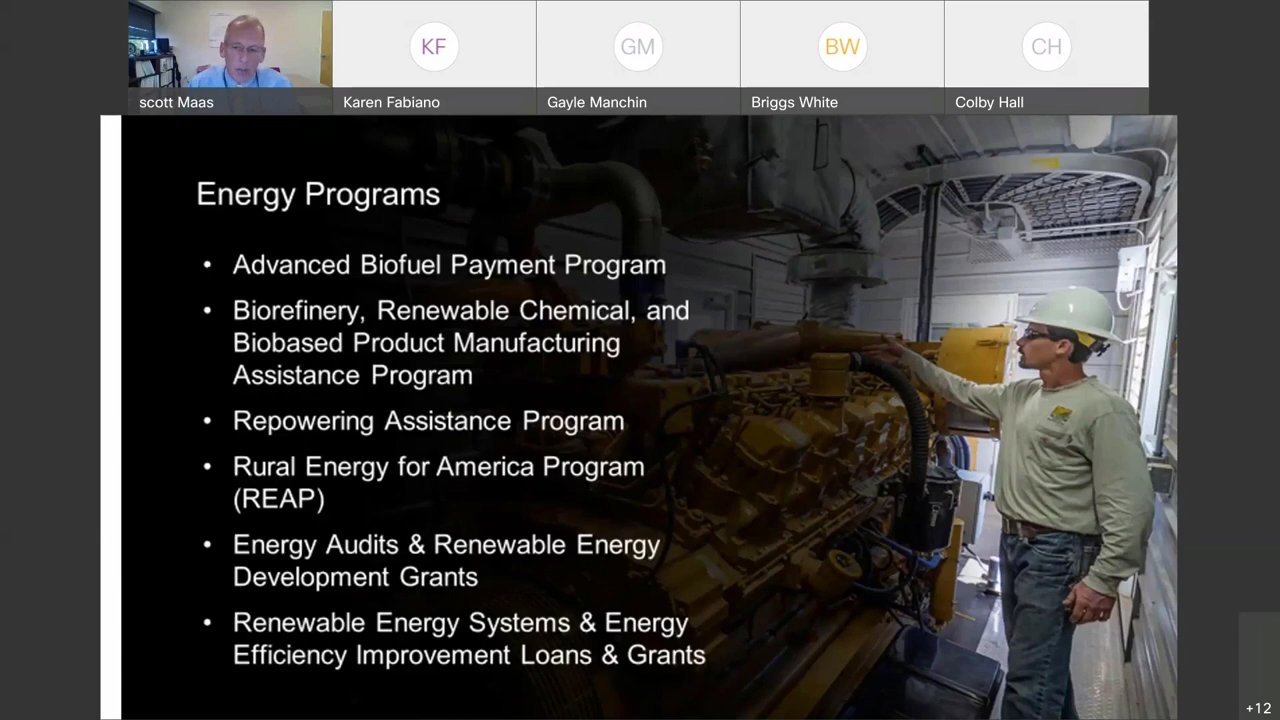 KF
GM
BW
CH
scott Maas
Karen Fabiano
Gayle Manchin
Briggs White
Colby Hall
Energy Programs
• Advanced Biofuel Payment Program
• Biorefinery, Renewable Chemical, and
Biobased Product Manufacturing
Assistance Program
• Repowering Assistance Program
• Rural Energy for America Program
(REAP)
• Energy Audits & Renewable Energy
Development Grants
• Renewable Energy Systems & Energy
Efficiency Improvement Loans & Grants
+12